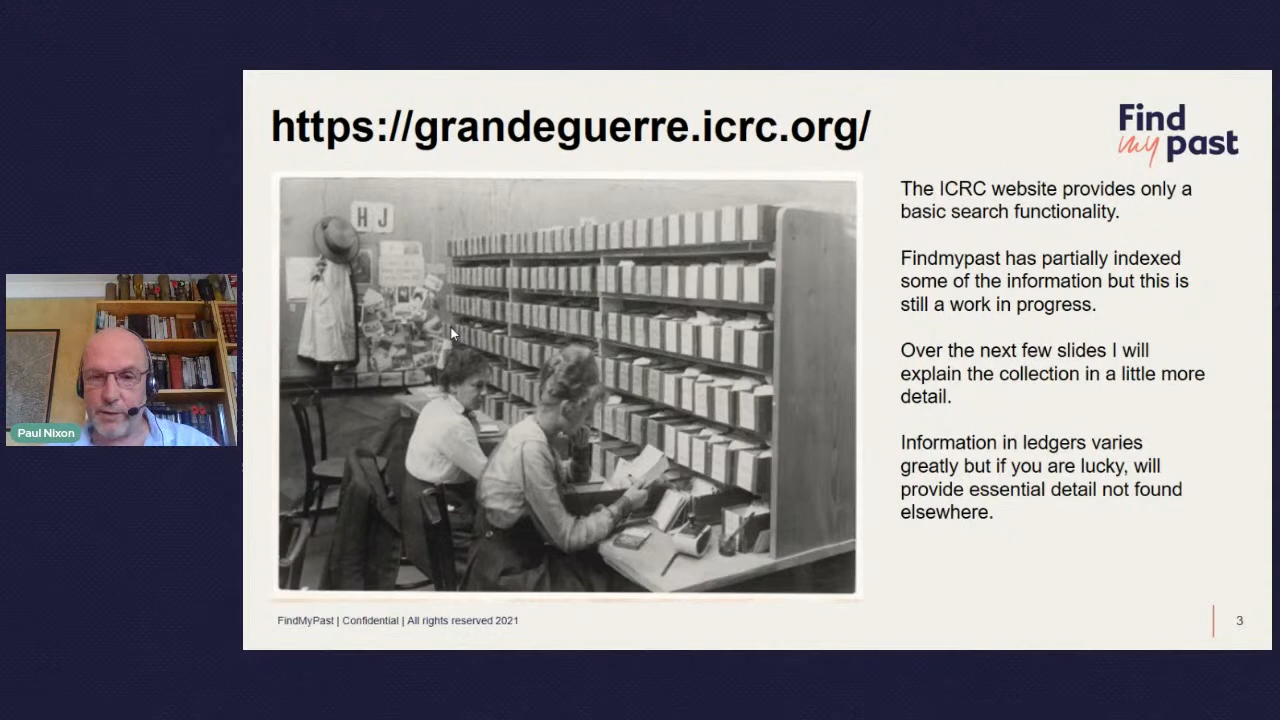 https://grandeguerre.icrc.org/
Find
my past
H J
The ICRC website provides only a
basic search functionality.
Findmypast has partially indexed
some of the information but this is
still a work in progress.
Over the next few slides I will
explain the collection in a little more
detail.
Information in ledgers varies
greatly but if you are lucky, will
provide essential detail not found
elsewhere.
Paul Nixon
FindMyPast | Confidential | All rights reserved 2021
3